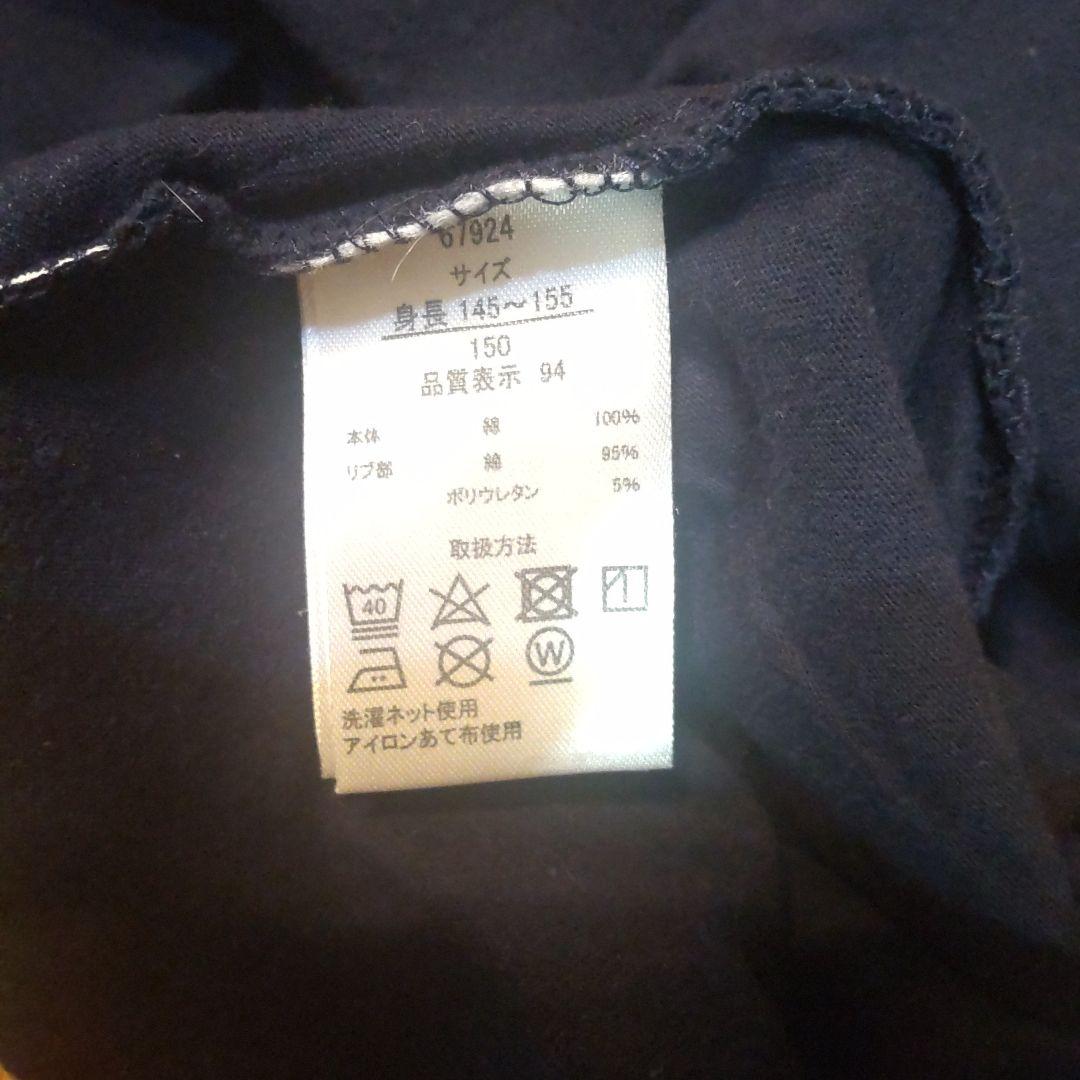 67924
サイズ
身長 145～155
150
品質表示 94
本体 綿 100%
リブ部 綿 95%
ポリウレタン 5%
取扱方法
40
W
洗濯ネット使用
アイロンあて布使用